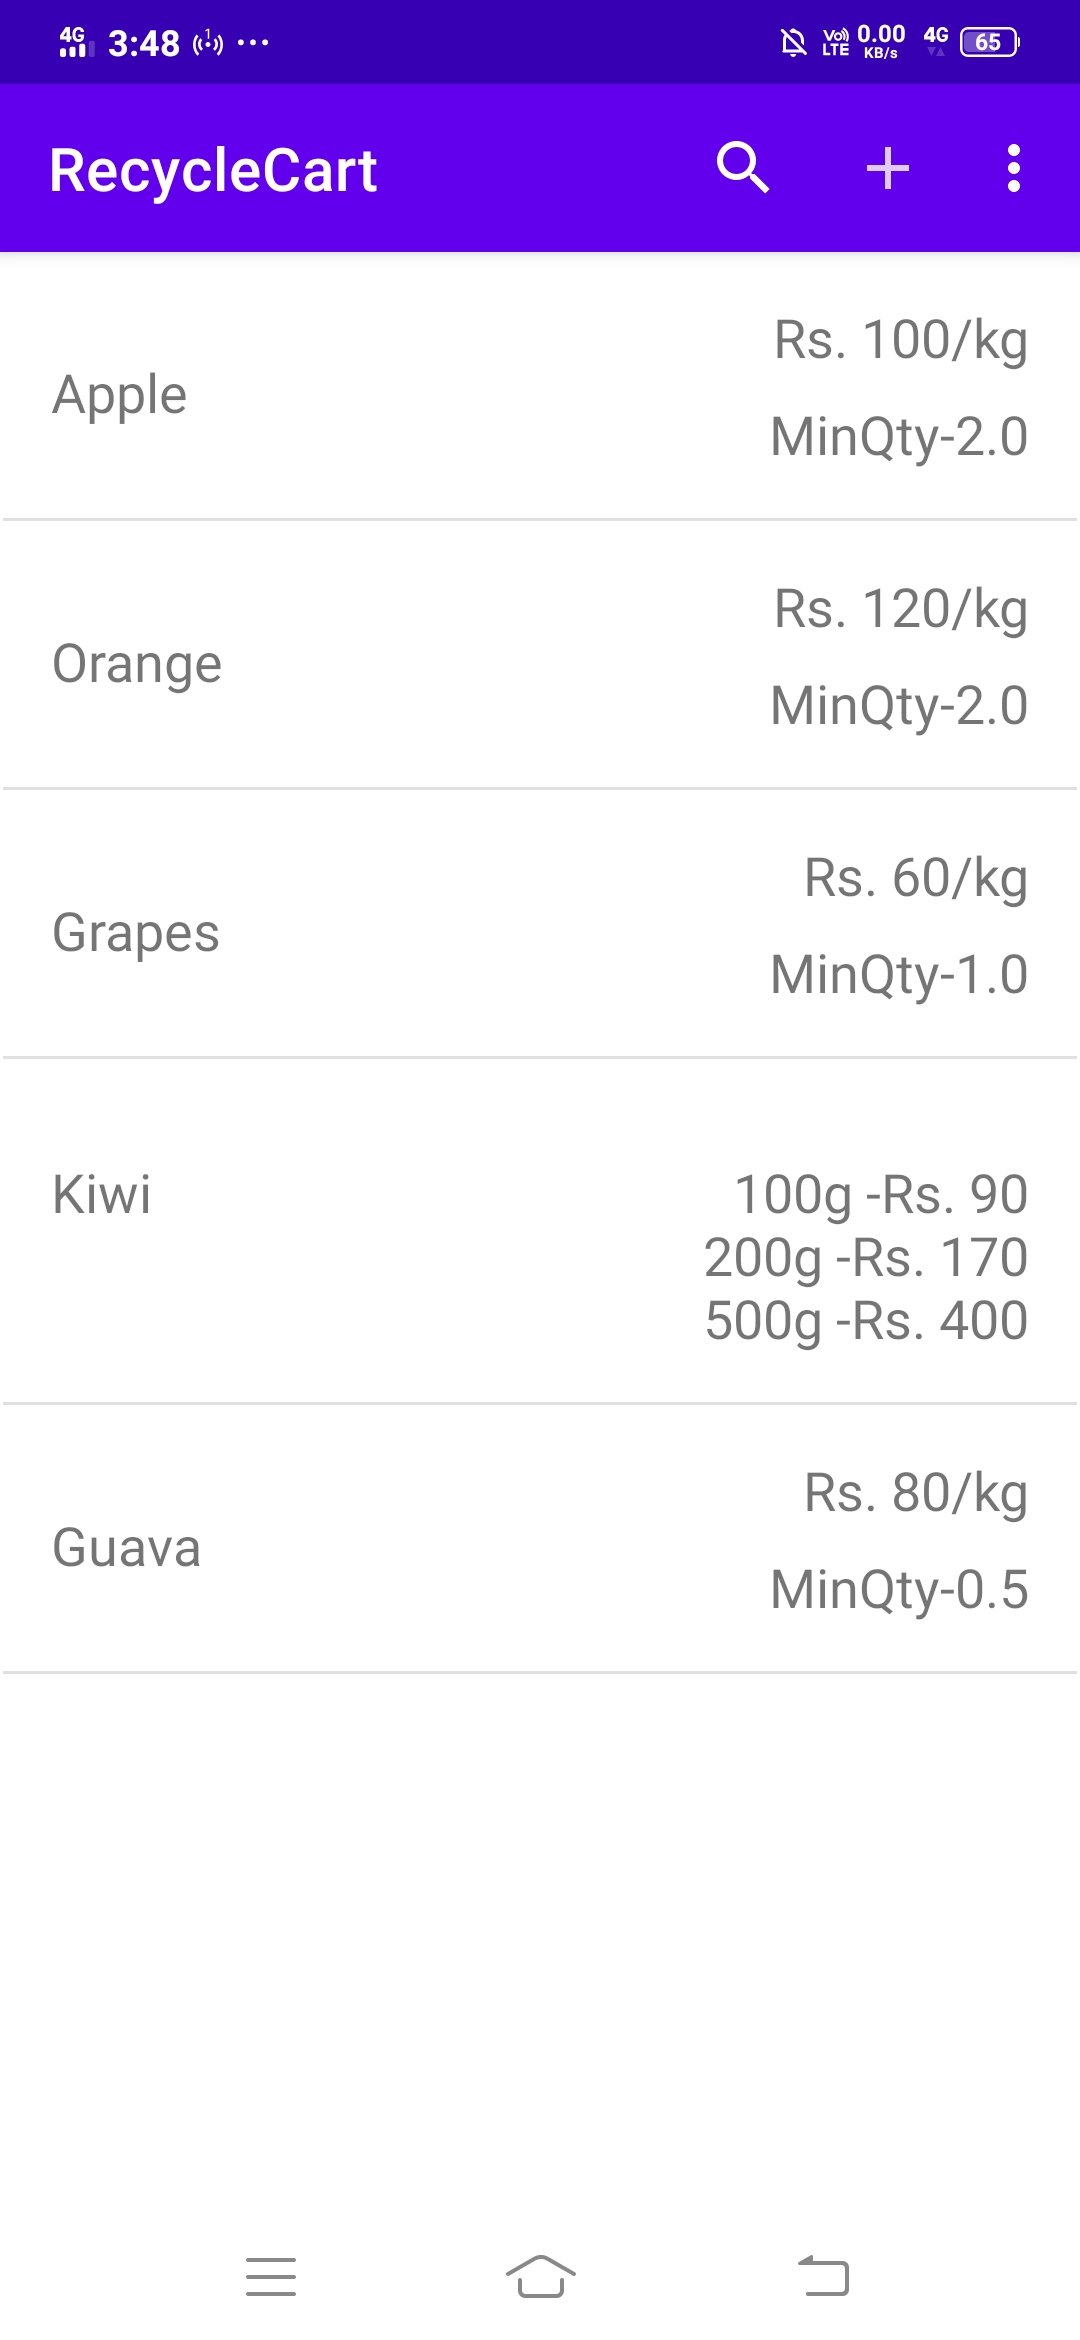 4G 3:48 1 ... Vo) LTE 0.00 KB/s 4G 65
RecycleCart
Rs. 100/kg
Apple
MinQty-2.0
Rs. 120/kg
Orange
MinQty-2.0
Rs. 60/kg
Grapes
MinQty-1.0
Kiwi 100g -Rs. 90
200g -Rs. 170
500g -Rs. 400
Rs. 80/kg
Guava
MinQty-0.5